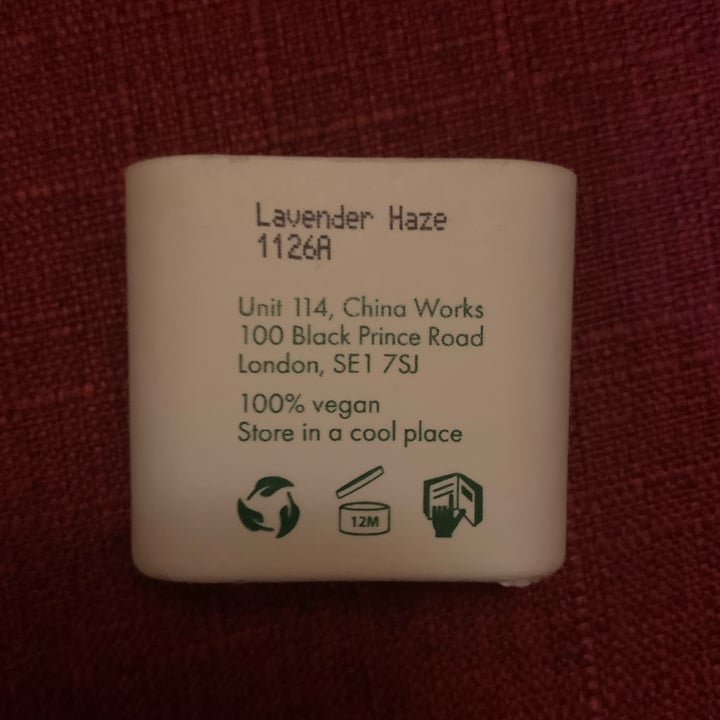 Lavender Haze
1126A
Unit 114, China Works
100 Black Prince Road
London, SE1 7SJ
100% vegan
Store in a cool place
12M